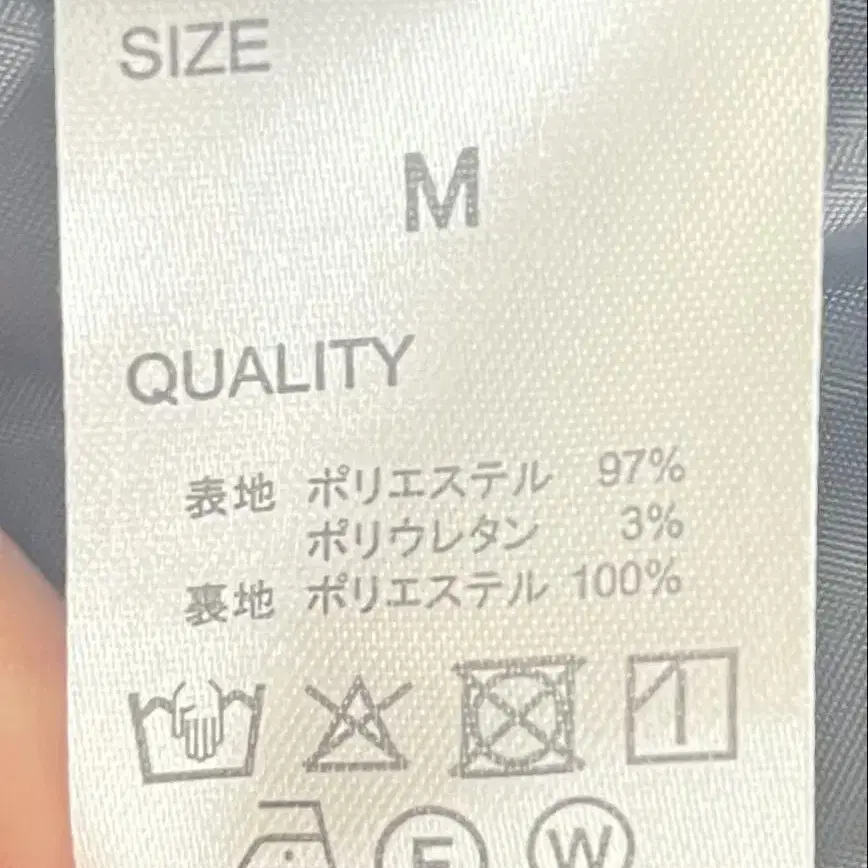 SIZE
M
QUALITY
表地 ポリエステル 97%
ポリウレタン 3%
裏地 ポリエステル 100%
F W